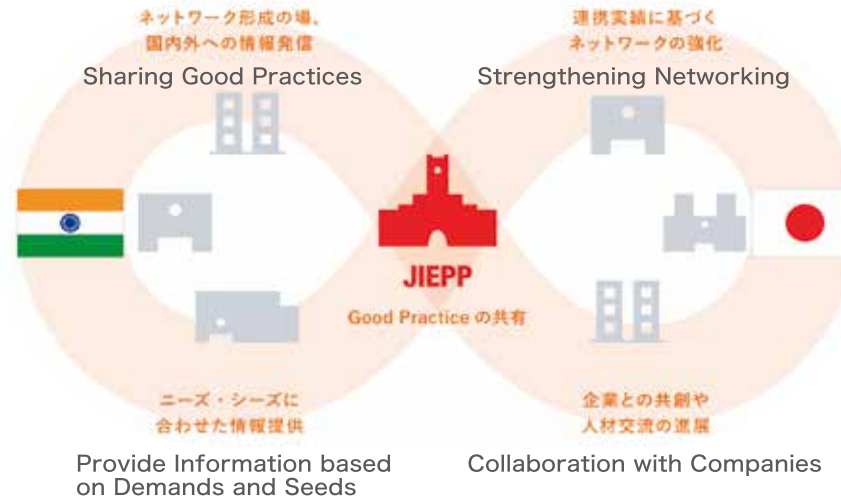 ネットワーク形成の場、
国内外への情報発信
Sharing Good Practices
連携実績に基づく
ネットワークの強化
Strengthening Networking
JIEPP
Good Practice の共有
ニーズ・シーズに
合わせた情報提供
Provide Information based
on Demands and Seeds
企業との共創や
人材交流の進展
Collaboration with Companies